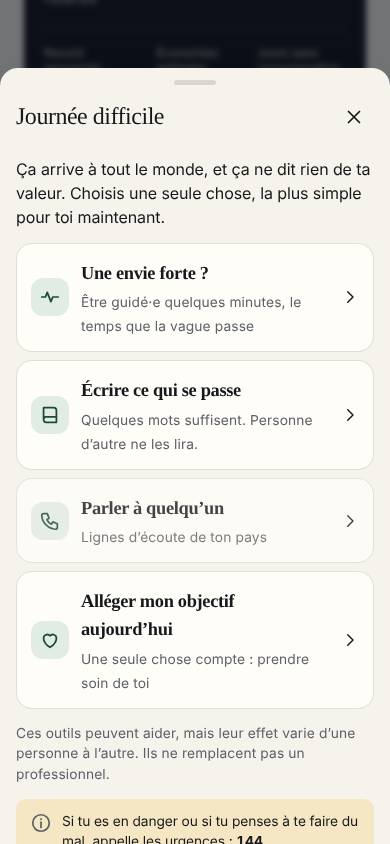 Journée difficile
Ça arrive à tout le monde, et ça ne dit rien de ta
valeur. Choisis une seule chose, la plus simple
pour toi maintenant.
Une envie forte ?
Être guidé·e quelques minutes, le
temps que la vague passe
Écrire ce qui se passe
Quelques mots suffisent. Personne
d’autre ne les lira.
Parler à quelqu’un
Lignes d’écoute de ton pays
Alléger mon objectif
aujourd’hui
Une seule chose compte : prendre
soin de toi
Ces outils peuvent aider, mais leur effet varie d’une
personne à l’autre. Ils ne remplacent pas un
professionnel.
Si tu es en danger ou si tu penses à te faire du
mal, appelle les urgences : 144